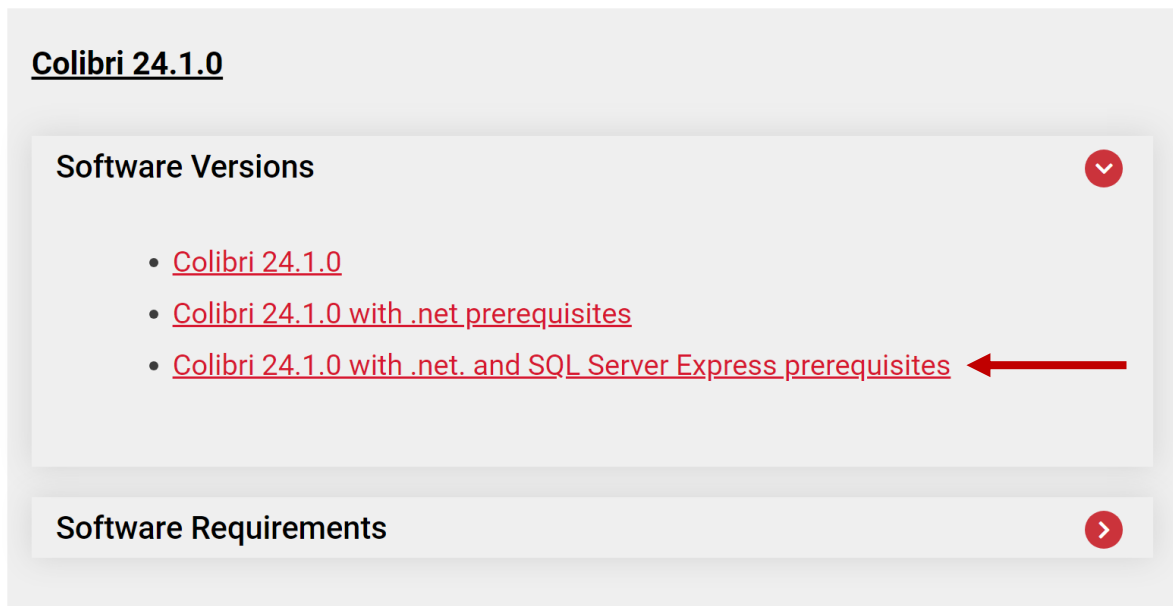 Colibri 24.1.0
Software Versions
Colibri 24.1.0
Colibri 24.1.0 with .net prerequisites
Colibri 24.1.0 with .net. and SQL Server Express prerequisites
Software Requirements